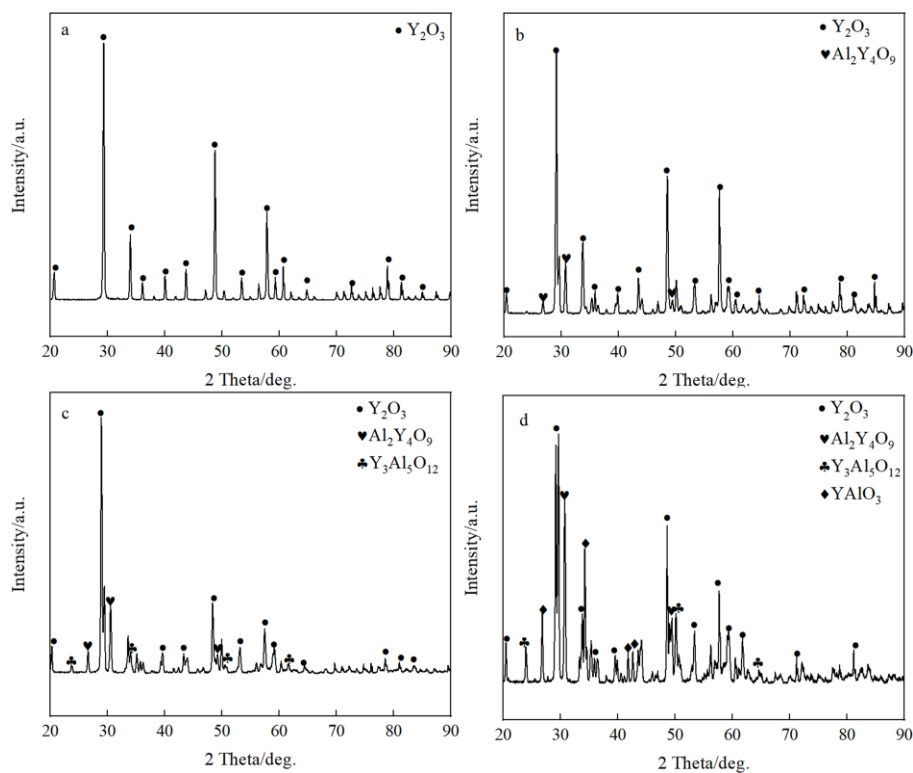 a
● Y₂O₃
Intensity/a.u.
20 30 40 50 60 70 80 90
2 Theta/deg.
b
● Y₂O₃
♥ Al₂Y₄O₉
Intensity/a.u.
20 30 40 50 60 70 80 90
2 Theta/deg.
c
● Y₂O₃
♥ Al₂Y₄O₉
♣ Y₃Al₅O₁₂
Intensity/a.u.
20 30 40 50 60 70 80 90
2 Theta/deg.
d
● Y₂O₃
♥ Al₂Y₄O₉
♣ Y₃Al₅O₁₂
♦ YAlO₃
Intensity/a.u.
20 30 40 50 60 70 80 90
2 Theta/deg.